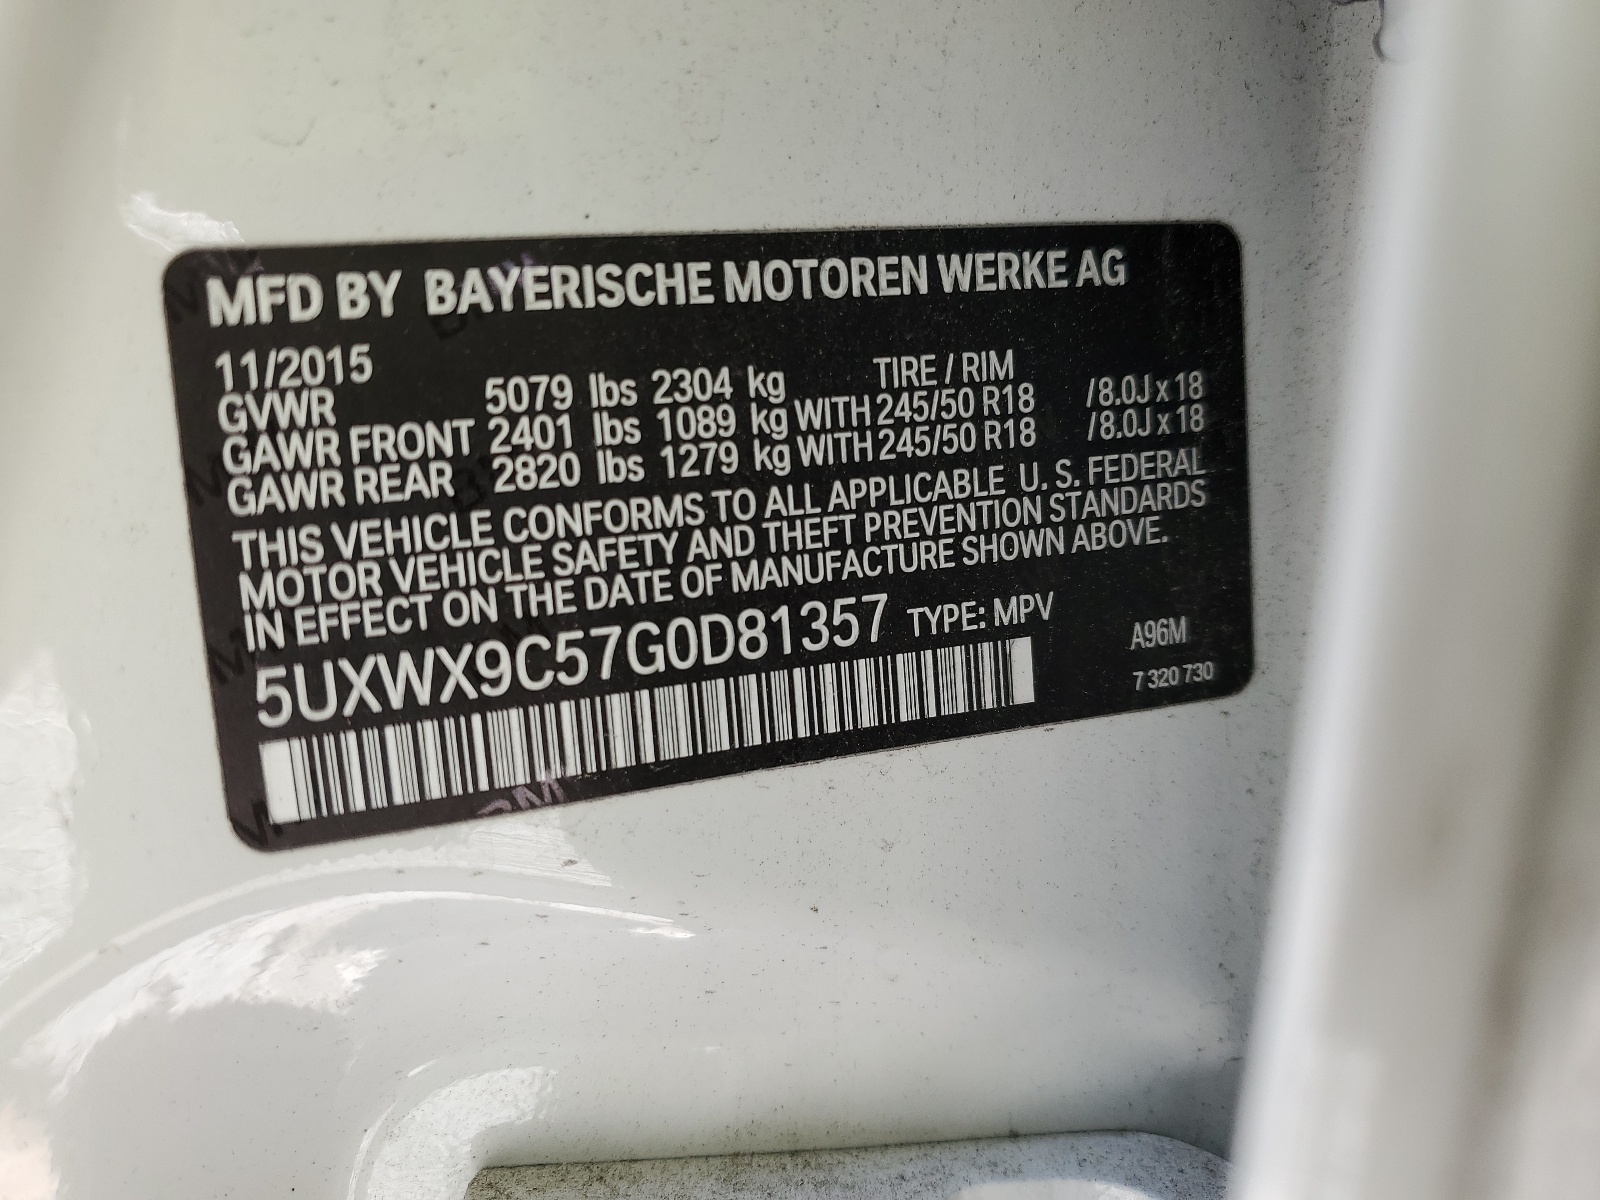 MFD BY BAYERISCHE MOTOREN WERKE AG
11/2015 TIRE / RIM
GVWR 5079 lbs 2304 kg
GAWR FRONT 2401 lbs 1089 kg WITH 245/50 R18 /8.0J x 18
GAWR REAR 2820 lbs 1279 kg WITH 245/50 R18 /8.0J x 18
THIS VEHICLE CONFORMS TO ALL APPLICABLE U. S. FEDERAL
MOTOR VEHICLE SAFETY AND THEFT PREVENTION STANDARDS
IN EFFECT ON THE DATE OF MANUFACTURE SHOWN ABOVE.
5UXWX9C57G0D81357 TYPE: MPV
A96M
7 320 730